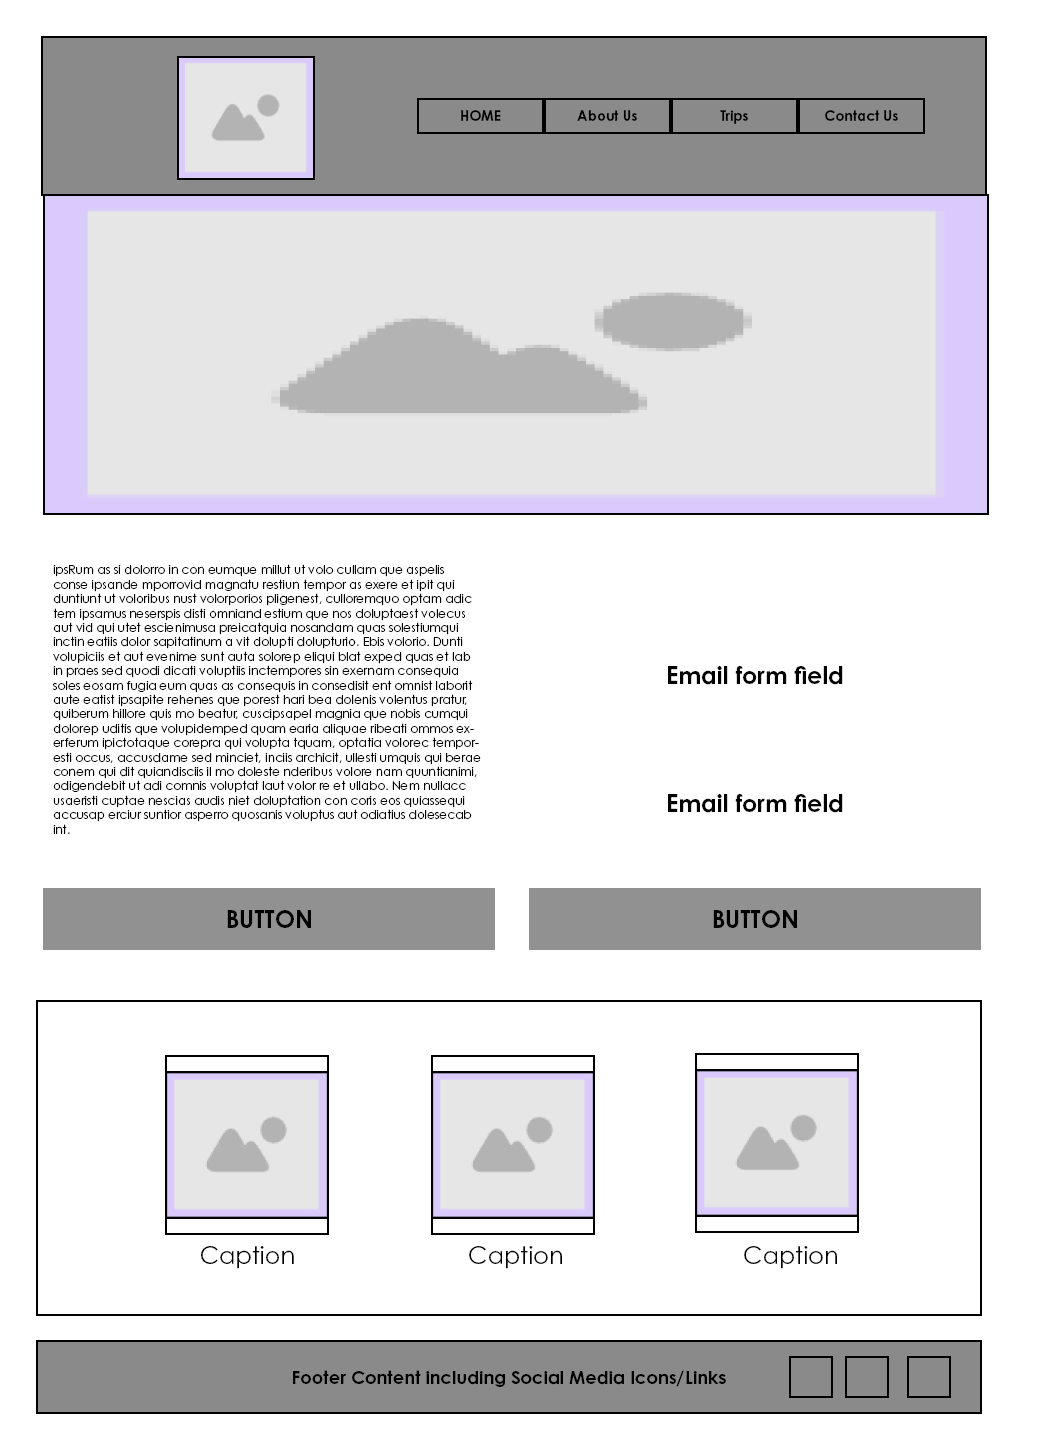 HOME About Us Trips Contact Us
ipsRum as si dolorro in con eumque millut ut volo cullam que aspelis
conse ipsande mporrovid magnatu restiun tempor as exere et ipit qui
duntiunt ut voloribus nust volorporios pligenest, culloremquo optam adic
tem ipsamus neserspis disti omniand estium que nos doluptaest volecus
aut vid qui utet escienimusa preicatquia nosandam quas solestiumqui
inctin eatiis dolor sapitatinum a vit dolupti dolupturio. Ebis volorio. Dunti
volupiciis et aut evenime sunt auta solorep eliqui blat exped quas et lab
in praes sed quodi dicati voluptiis inctempores sin exernam consequia
soles eosam fugia eum quas as consequis in consedisit ent omnist laborit
aute eatist ipsapite rehenes que porest hari bea dolenis volentus pratur,
quiberum hillore quis mo beatur, cuscipsapel magnia que nobis cumqui
dolorep uditis que volupidemped quam earia aliquae ribeati ommos ex-
erferum ipictotaque corepra qui volupta tquam, optatia volorec tempor-
esti occus, accusdame sed minciet, inciis archicit, ullesti umquis qui berae
conem qui dit quiandisciis il mo doleste nderibus volore nam quuntianimi,
odigendebit ut adi comnis voluptat laut volor re et ullabo. Nem nullacc
usaeristi cuptae nescias audis niet doluptation con coris eos quiassequi
accusap erciur suntior asperro quosanis voluptus aut odiatius dolesecab
int.
Email form field
Email form field
BUTTON BUTTON
Caption Caption Caption
Footer Content including Social Media Icons/Links